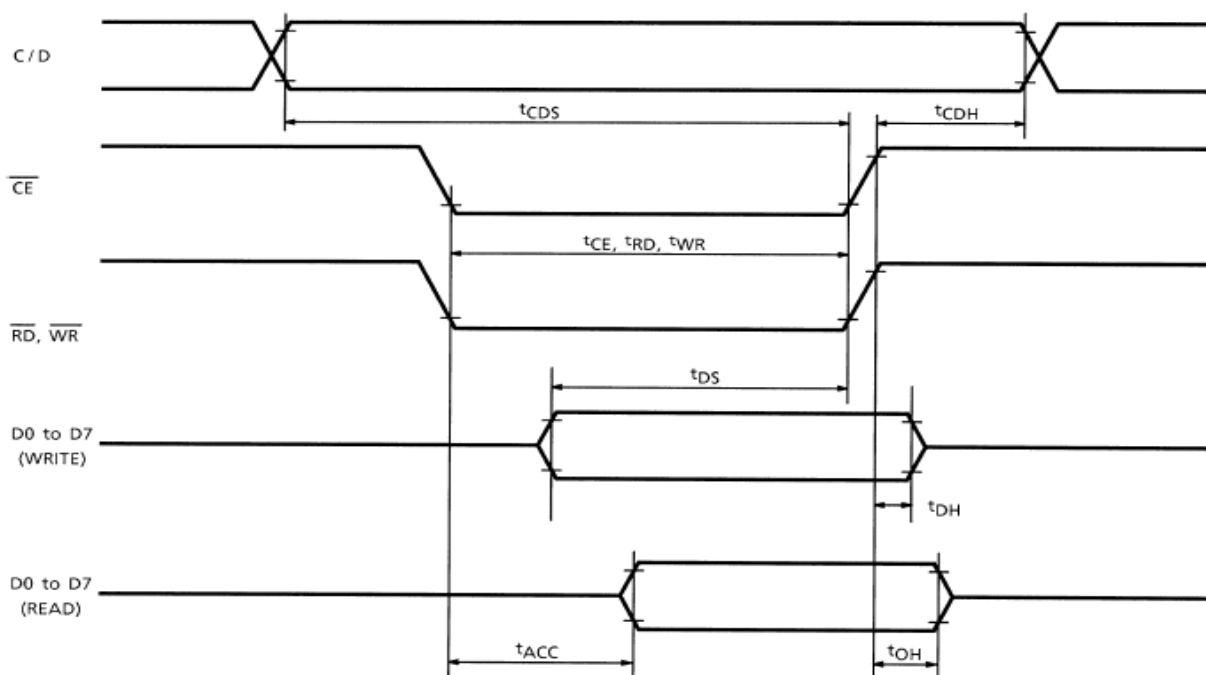 C/D
tCDS
tCDH
CE
tCE, tRD, tWR
RD, WR
tDS
D0 to D7
(WRITE)
tDH
D0 to D7
(READ)
tACC
tOH